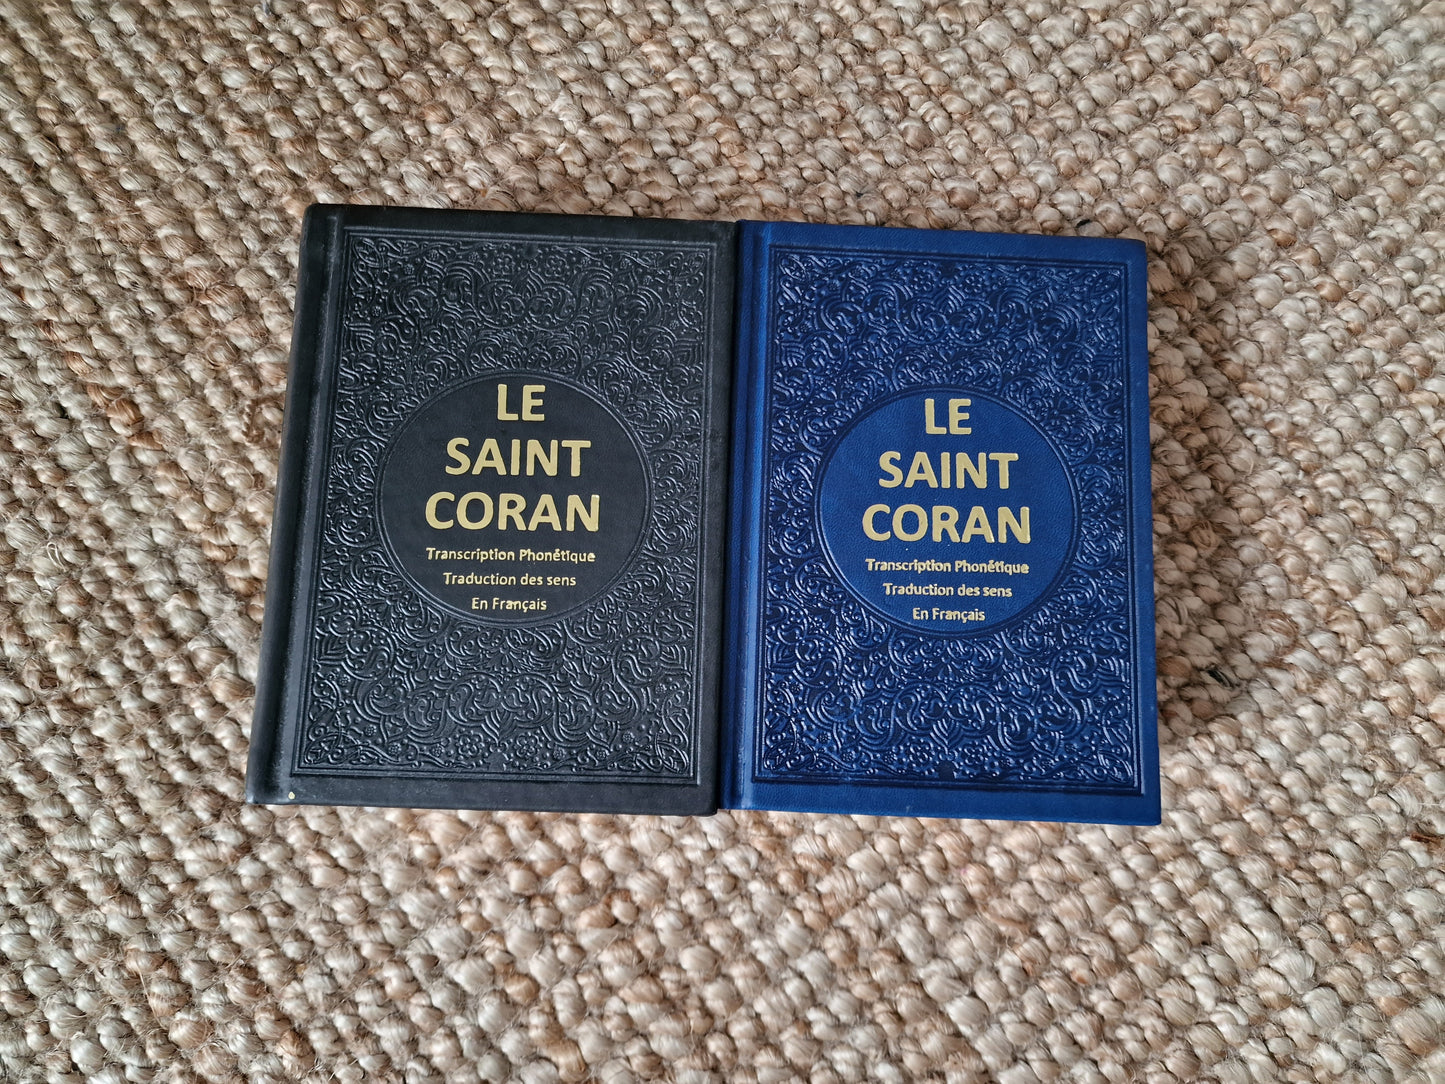 LE
SAINT
CORAN
Transcription Phonétique
Traduction des sens
En Français
LE
SAINT
CORAN
Transcription Phonétique
Traduction des sens
En Français